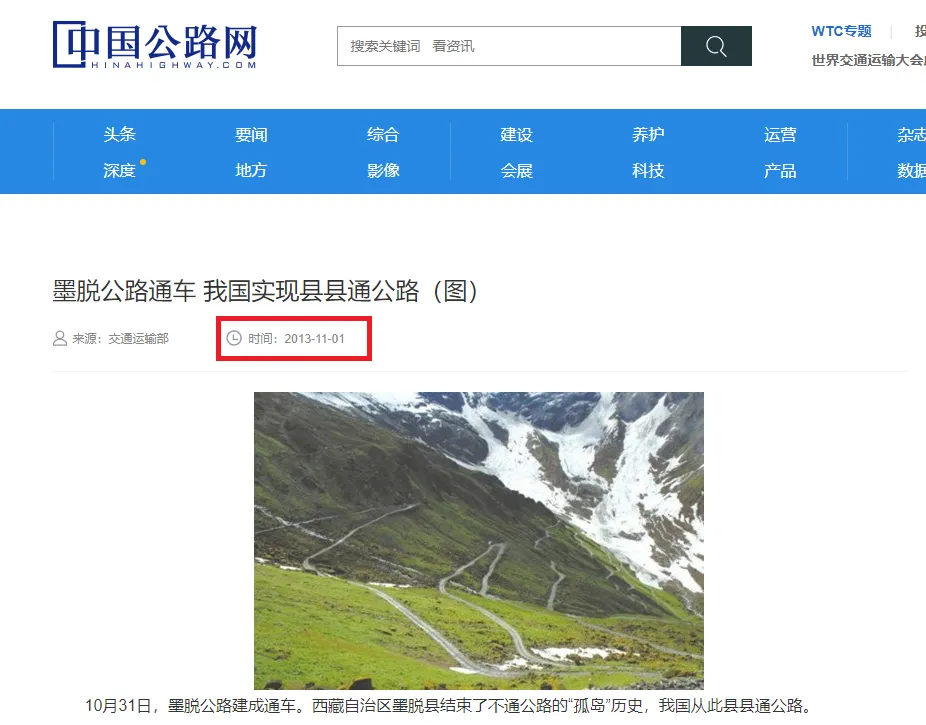 中国公路网
HINAHIGHWAY.COM
搜索关键词 看资讯
WTC专题
世界交通运输大会
头条 要闻 综合 建设 养护 运营 杂志
深度 地方 影像 会展 科技 产品 数据
墨脱公路通车 我国实现县县通公路（图）
来源：交通运输部 时间：2013-11-01
10月31日，墨脱公路建成通车。西藏自治区墨脱县结束了不通公路的“孤岛”历史，我国从此县县通公路。